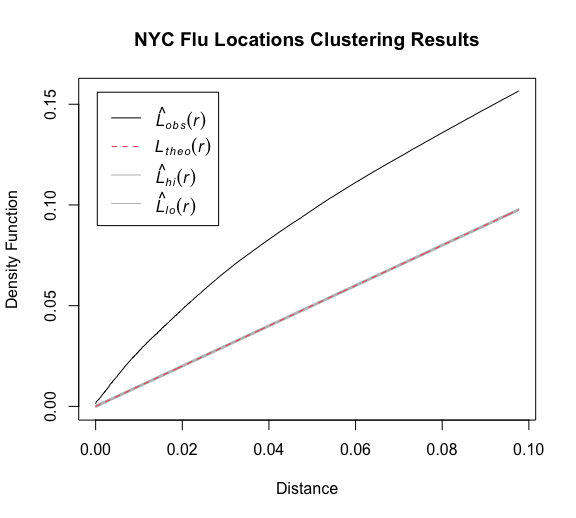 NYC Flu Locations Clustering Results
L̂obs(r)
Ltheo(r)
L̂hi(r)
L̂lo(r)
Density Function
0.15
0.10
0.05
0.00
0.00 0.02 0.04 0.06 0.08 0.10
Distance